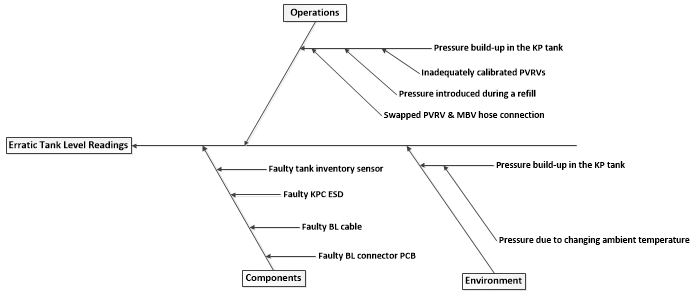 Operations
Pressure build-up in the KP tank
Inadequately calibrated PVRVs
Pressure introduced during a refill
Swapped PVRV & MBV hose connection
Erratic Tank Level Readings
Faulty tank inventory sensor
Pressure build-up in the KP tank
Faulty KPC ESD
Faulty BL cable
Pressure due to changing ambient temperature
Faulty BL connector PCB
Components
Environment